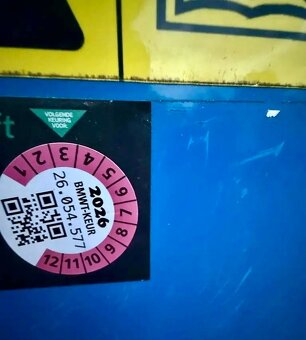 ft
VOLGENDE
KEURING
VOOR:
1 2 3 4 5 6 7 8 9 10 11 12
2026
BMWT-KEUR
26.054.577